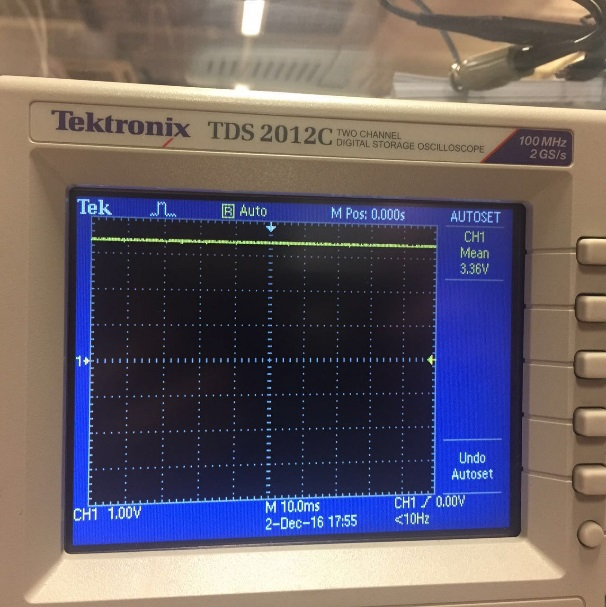 Tektronix TDS 2012C TWO CHANNEL
DIGITAL STORAGE OSCILLOSCOPE
100 MHz
2 GS/s
Tek R Auto M Pos: 0.000s AUTOSET
CH1
Mean
3.36V
1
Undo
Autoset
CH1 1.00V M 10.0ms CH1 0.00V
2-Dec-16 17:55 <10Hz